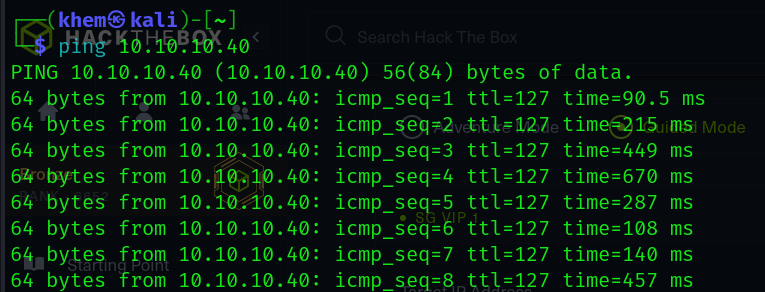 ┌──(khem㉿kali)-[~]
HACKTHEBOX
Search Hack The Box
└─$ ping 10.10.10.40
PING 10.10.10.40 (10.10.10.40) 56(84) bytes of data.
64 bytes from 10.10.10.40: icmp_seq=1 ttl=127 time=90.5 ms
64 bytes from 10.10.10.40: icmp_seq=2 ttl=127 time=215 ms
Adventure Mode
Guided Mode
64 bytes from 10.10.10.40: icmp_seq=3 ttl=127 time=449 ms
64 bytes from 10.10.10.40: icmp_seq=4 ttl=127 time=670 ms
64 bytes from 10.10.10.40: icmp_seq=5 ttl=127 time=287 ms
SG VIP 1
64 bytes from 10.10.10.40: icmp_seq=6 ttl=127 time=108 ms
64 bytes from 10.10.10.40: icmp_seq=7 ttl=127 time=140 ms
Starting Point
64 bytes from 10.10.10.40: icmp_seq=8 ttl=127 time=457 ms
Target IP Address